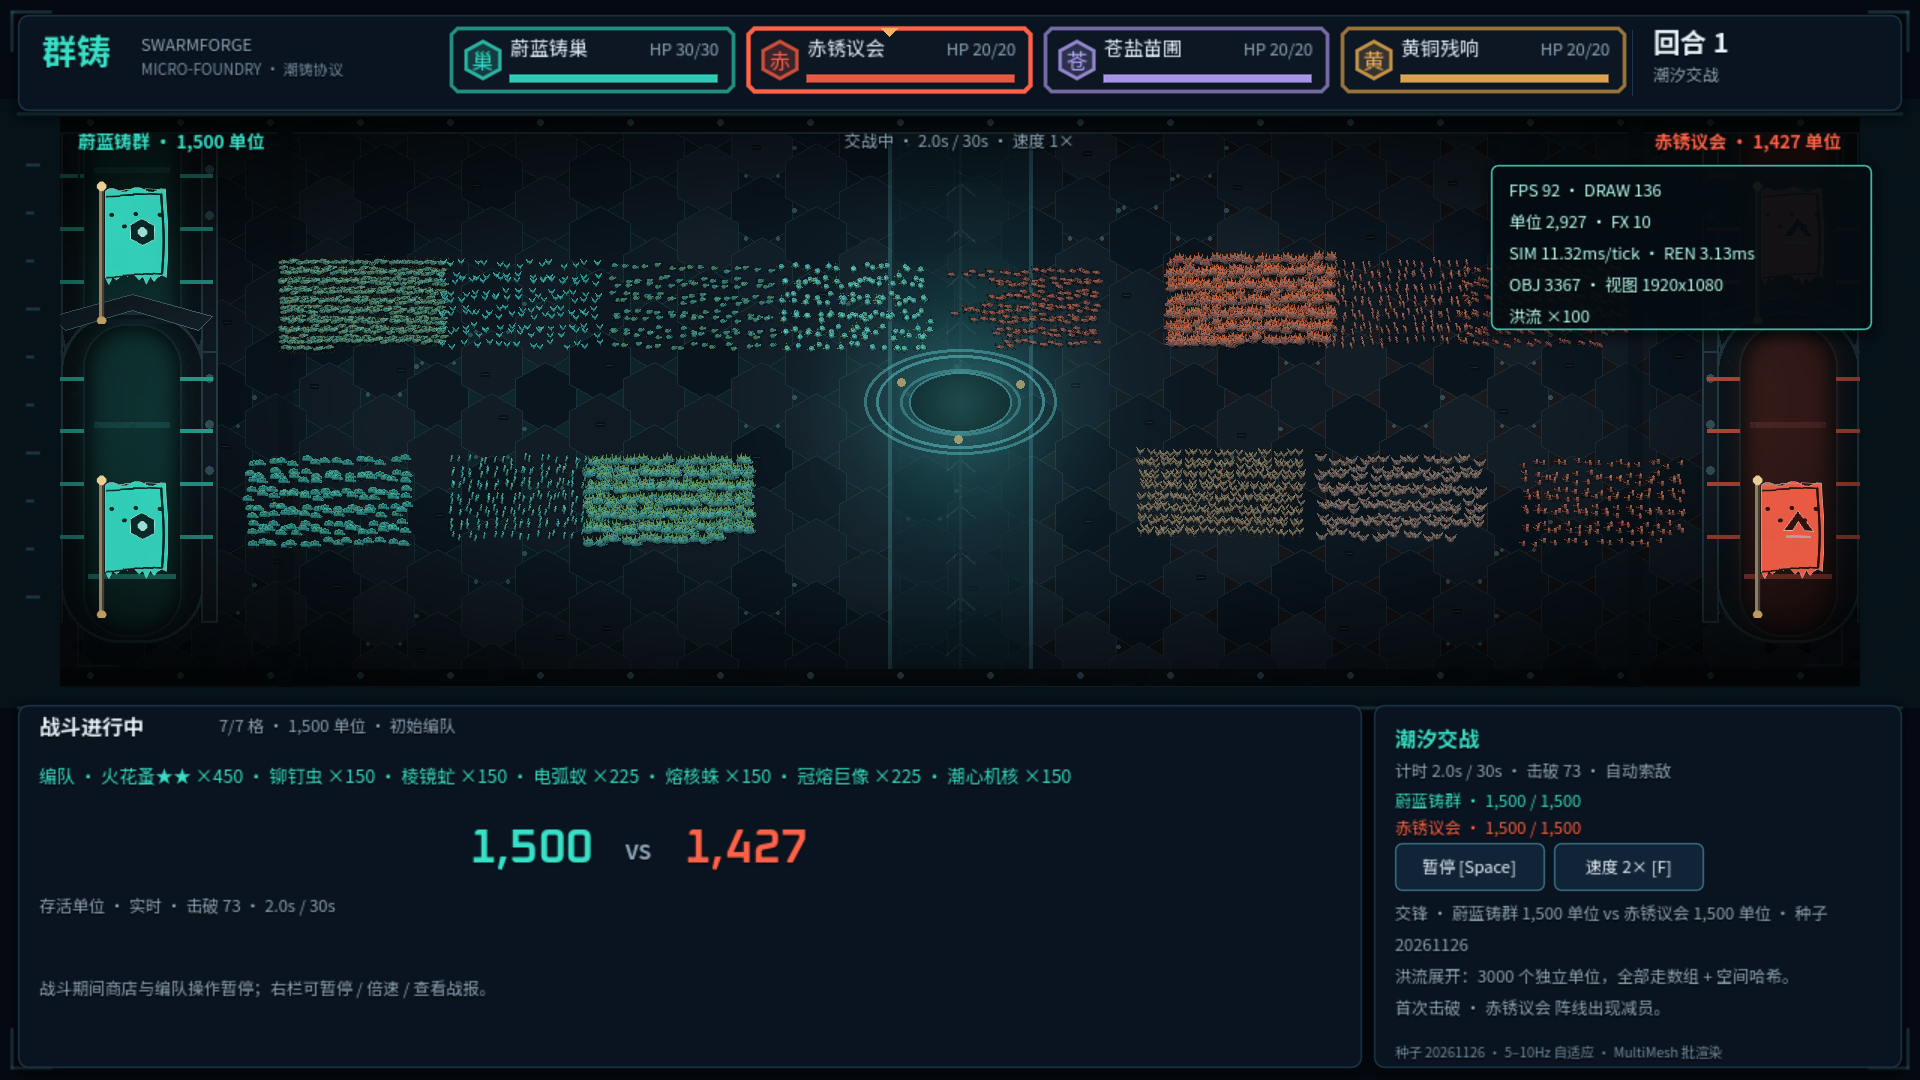 群铸
SWARMFORGE
MICRO-FOUNDRY · 潮铸协议
巢 蔚蓝铸巢 HP 30/30
赤 赤锈议会 HP 20/20
苍 苍盐苗圃 HP 20/20
黄 黄铜残响 HP 20/20
回合 1
潮汐交战
蔚蓝铸群 · 1,500 单位
交战中 · 2.0s / 30s · 速度 1×
赤锈议会 · 1,427 单位
FPS 92 · DRAW 136
单位 2,927 · FX 10
SIM 11.32ms/tick · REN 3.13ms
OBJ 3367 · 视图 1920x1080
洪流 ×100
战斗进行中 7/7 格 · 1,500 单位 · 初始编队
编队 · 火花蚤★★ ×450 · 铆钉虫 ×150 · 棱镜虻 ×150 · 电弧蚁 ×225 · 熔核蛛 ×150 · 冠熔巨像 ×225 · 潮心机核 ×150
1,500 vs 1,427
存活单位 · 实时 · 击破 73 · 2.0s / 30s
战斗期间商店与编队操作暂停；右栏可暂停 / 倍速 / 查看战报。
潮汐交战
计时 2.0s / 30s · 击破 73 · 自动索敌
蔚蓝铸群 · 1,500 / 1,500
赤锈议会 · 1,500 / 1,500
暂停 [Space] 速度 2× [F]
交锋 · 蔚蓝铸群 1,500 单位 vs 赤锈议会 1,500 单位 · 种子
20261126
洪流展开：3000 个独立单位，全部走数组 + 空间哈希。
首次击破 · 赤锈议会 阵线出现减员。
种子 20261126 · 5–10Hz 自适应 · MultiMesh 批渲染